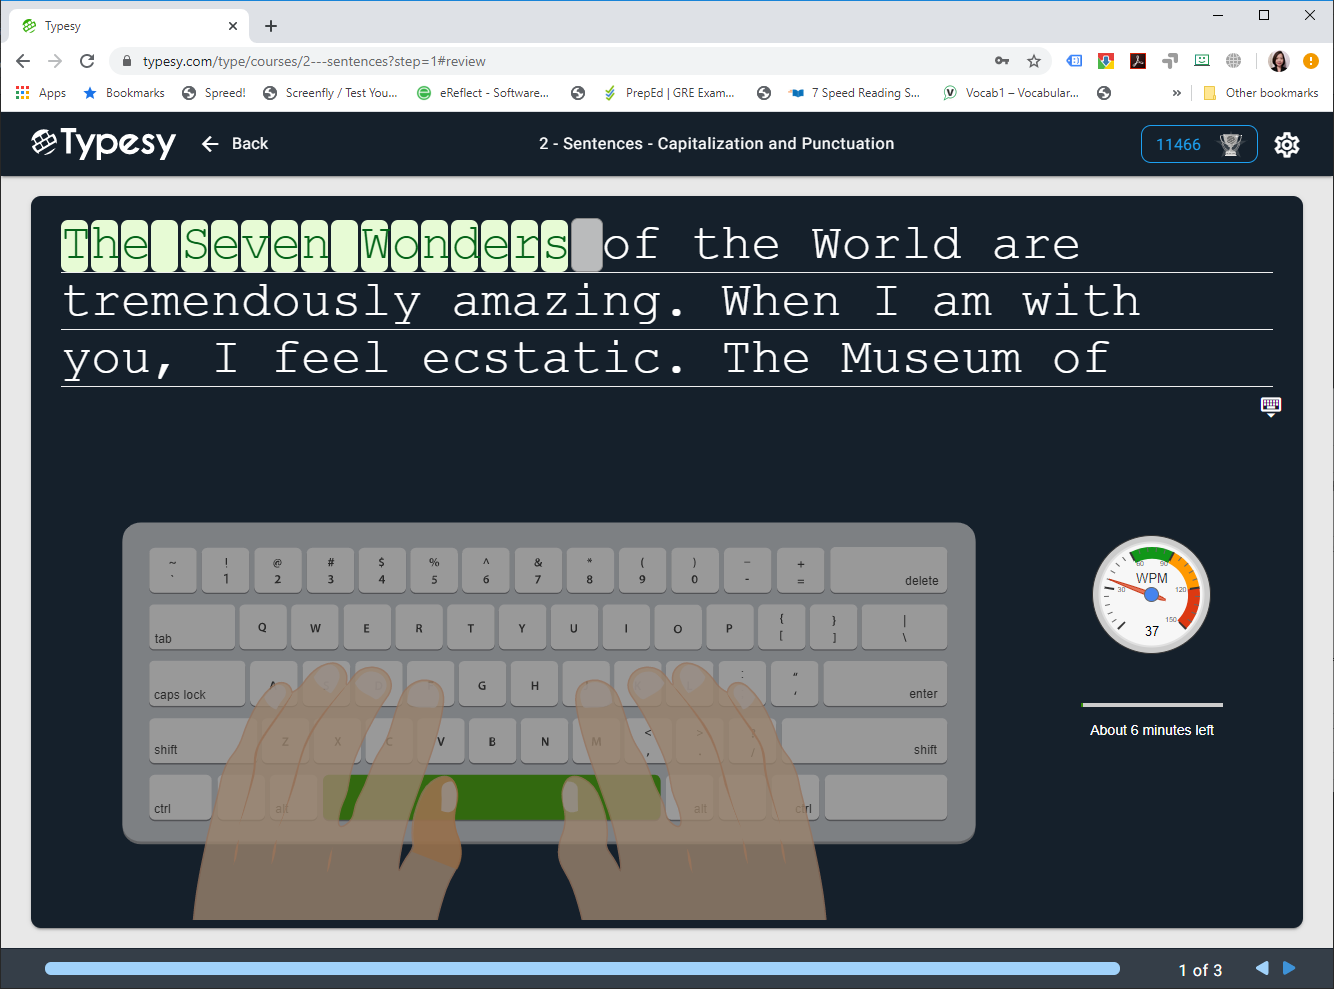 Typesy
typesy.com/type/courses/2---sentences?step=1#review
Apps Bookmarks Spreed! Screenfly / Test You... eReflect - Software... PrepEd | GRE Exam... 7 Speed Reading S... Vocab1 – Vocabular... » Other bookmarks
Typesy Back 2 - Sentences - Capitalization and Punctuation 11466
The Seven Wonders of the World are
tremendously amazing. When I am with
you, I feel ecstatic. The Museum of
~ ! @ # $ % ^ & * ( ) _ +
` 1 2 3 4 5 6 7 8 9 0 - = delete
tab Q W E R T Y U I O P { [ } ] | \
caps lock A G H : “ ‘ enter
shift Z X C V B N M < , > . / shift
ctrl alt alt ctrl
60 90
WPM
30 120
150
37
About 6 minutes left
1 of 3